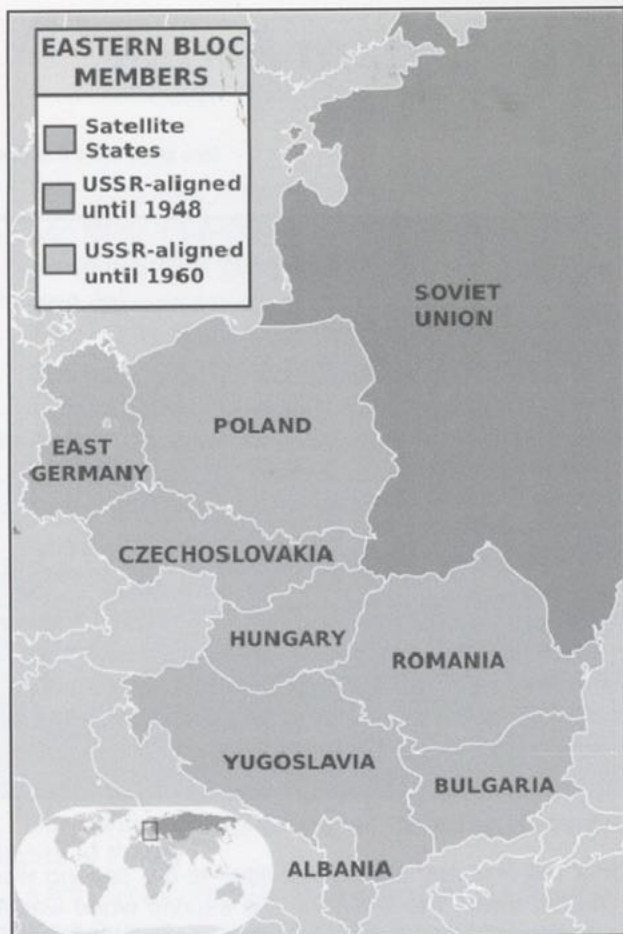 EASTERN BLOC
MEMBERS
Satellite
States
USSR-aligned
until 1948
USSR-aligned
until 1960
SOVIET
UNION
POLAND
EAST
GERMANY
CZECHOSLOVAKIA
HUNGARY
ROMANIA
YUGOSLAVIA
BULGARIA
ALBANIA